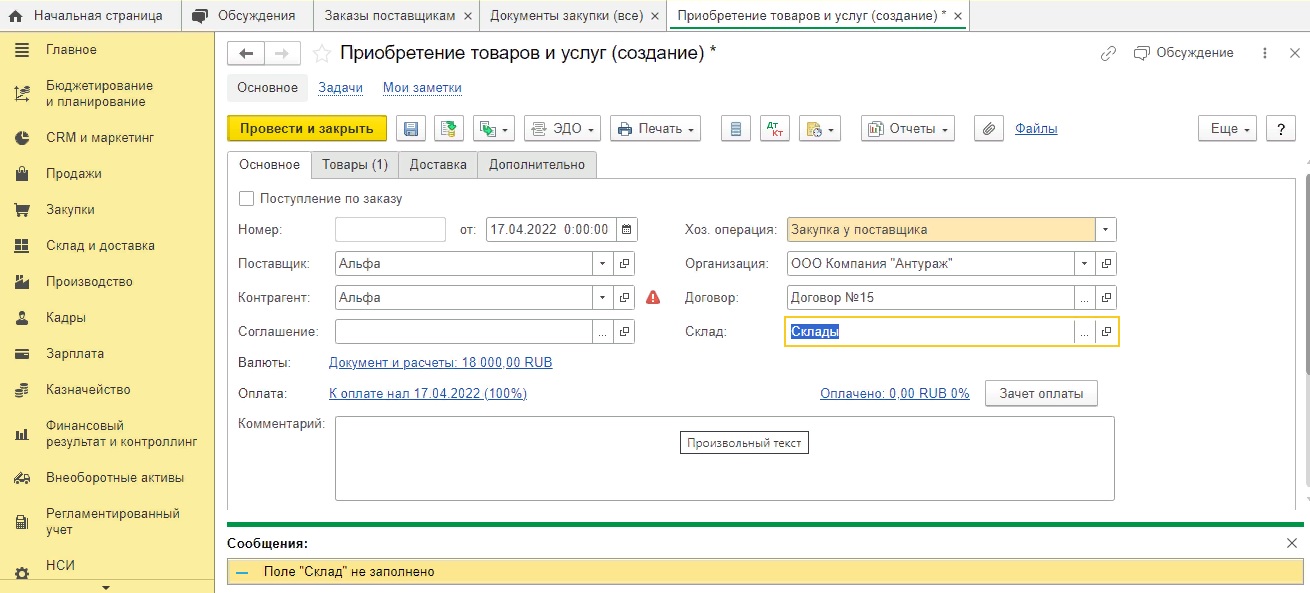 Начальная страница
Обсуждения
Заказы поставщикам ×
Документы закупки (все) ×
Приобретение товаров и услуг (создание) * ×
Главное
Бюджетирование
и планирование
CRM и маркетинг
Продажи
Закупки
Склад и доставка
Производство
Кадры
Зарплата
Казначейство
Финансовый
результат и контроллинг
Внеоборотные активы
Регламентированный
учет
НСИ
Приобретение товаров и услуг (создание) *
Обсуждение
Основное Задачи Мои заметки
Провести и закрыть ЭДО Печать Дт Кт Отчеты Файлы Еще ?
Основное Товары (1) Доставка Дополнительно
Поступление по заказу
Номер: от: 17.04.2022 0:00:00 Хоз. операция: Закупка у поставщика
Поставщик: Альфа Организация: ООО Компания "Антураж"
Контрагент: Альфа Договор: Договор №15 ...
Соглашение: ... Склад: Склады ...
Валюты: Документ и расчеты: 18 000,00 RUB
Оплата: К оплате нал 17.04.2022 (100%) Оплачено: 0,00 RUB 0% Зачет оплаты
Комментарий:
Произвольный текст
Сообщения:
Поле "Склад" не заполнено